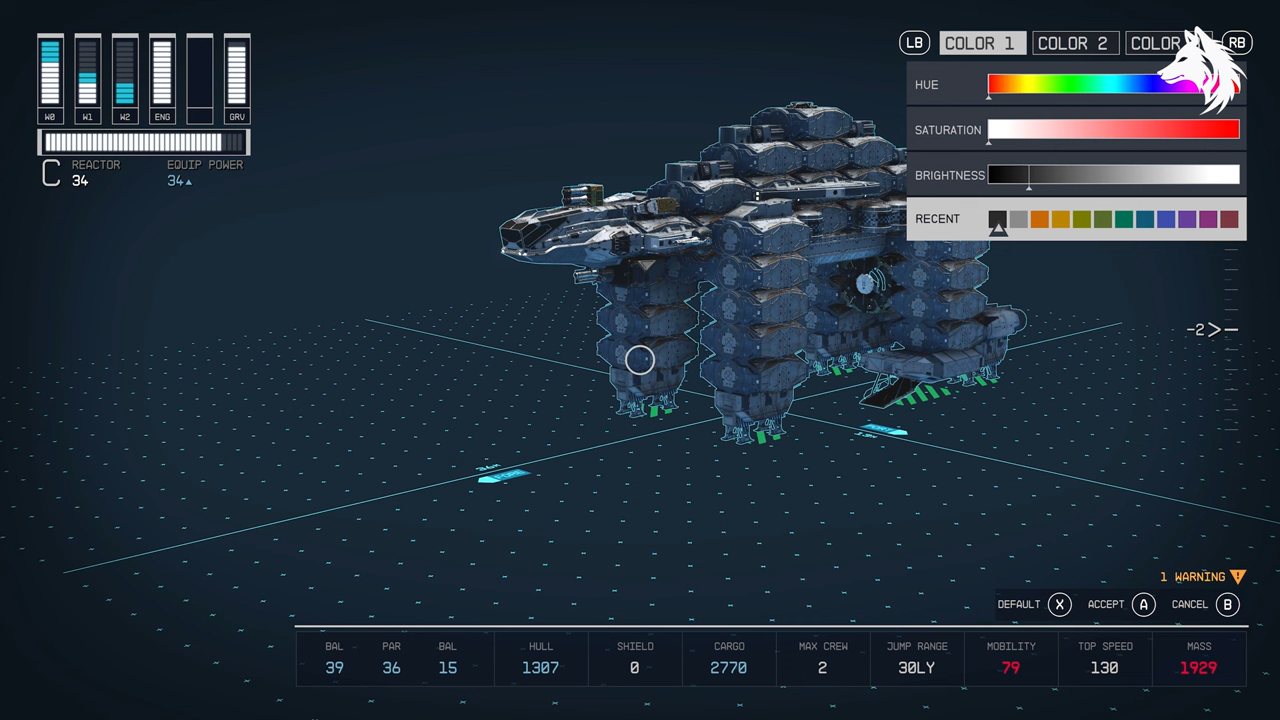 W0 W1 W2 ENG GRV
C REACTOR 34 EQUIP POWER 34
LB COLOR 1 COLOR 2 COLOR RB
HUE
SATURATION
BRIGHTNESS
RECENT
-2
1 WARNING
DEFAULT X ACCEPT A CANCEL B
BAL PAR BAL HULL SHIELD CARGO MAX CREW JUMP RANGE MOBILITY TOP SPEED MASS
39 36 15 1307 0 2770 2 30LY 79 130 1929